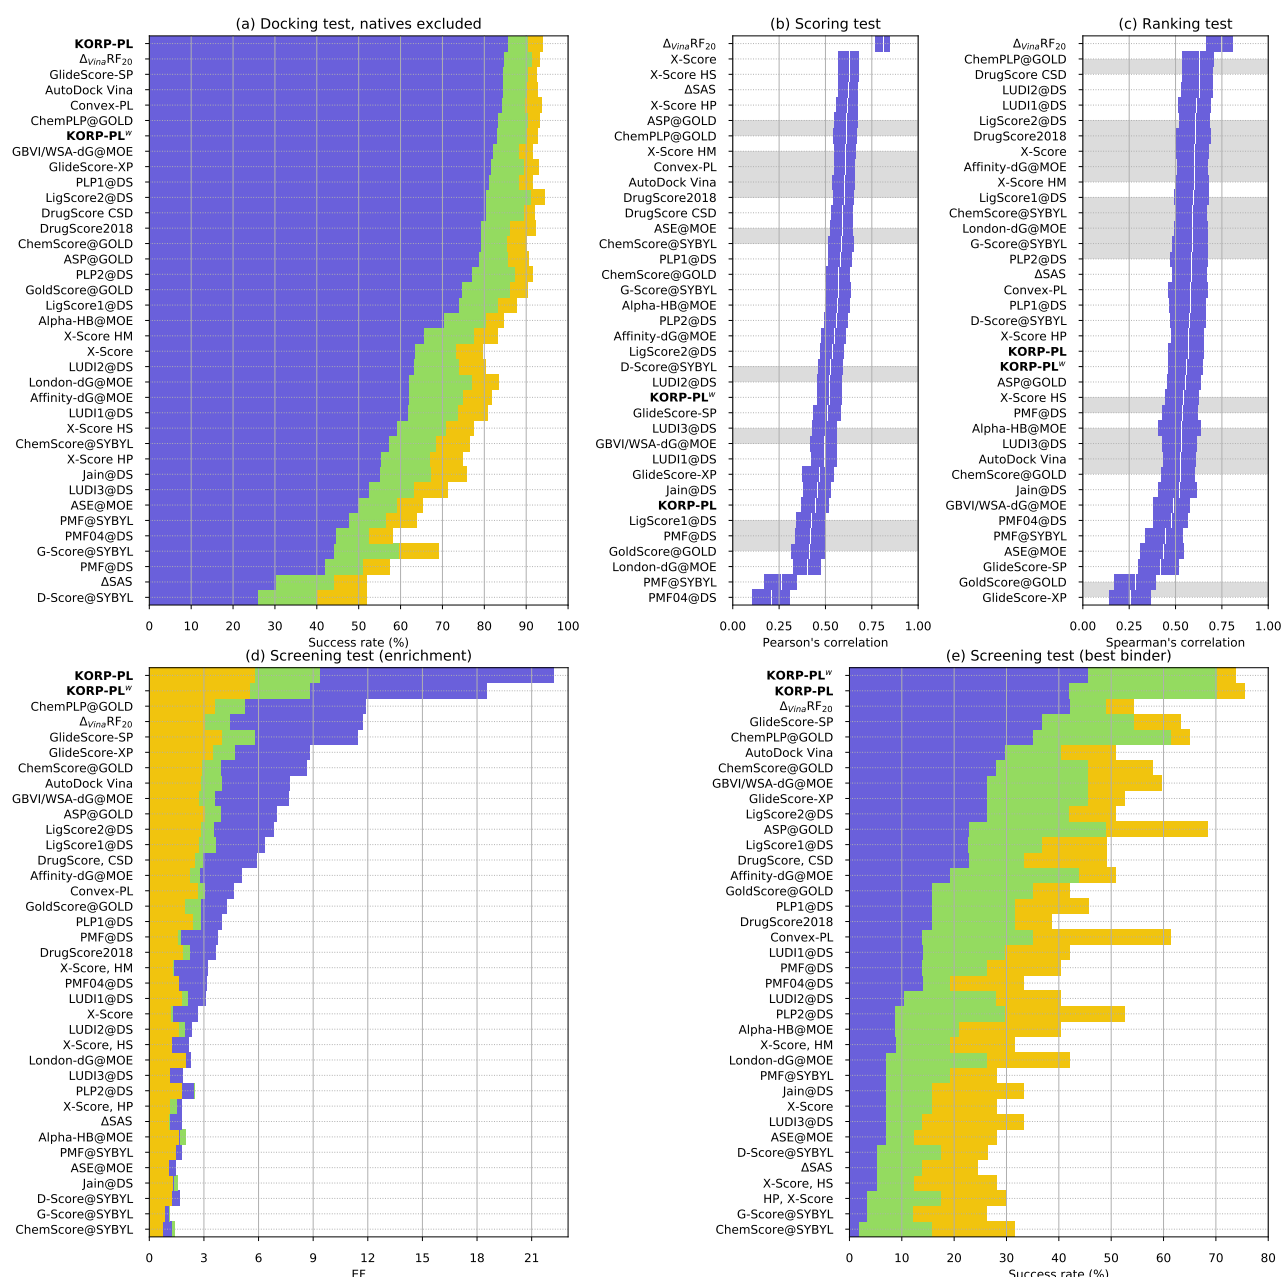 (a) Docking test, natives excluded
KORP-PL
Δ_VinaRF_20
GlideScore-SP
AutoDock Vina
Convex-PL
ChemPLP@GOLD
KORP-PL^w
GBVI/WSA-dG@MOE
GlideScore-XP
PLP1@DS
LigScore2@DS
DrugScore CSD
DrugScore2018
ChemScore@GOLD
ASP@GOLD
PLP2@DS
GoldScore@GOLD
LigScore1@DS
Alpha-HB@MOE
X-Score HM
X-Score
LUDI2@DS
London-dG@MOE
Affinity-dG@MOE
LUDI1@DS
X-Score HS
ChemScore@SYBYL
X-Score HP
Jain@DS
LUDI3@DS
ASE@MOE
PMF@SYBYL
PMF04@DS
G-Score@SYBYL
PMF@DS
ΔSAS
D-Score@SYBYL
0 10 20 30 40 50 60 70 80 90 100
Success rate (%)
(b) Scoring test
Δ_VinaRF_20
X-Score
X-Score HS
ΔSAS
X-Score HP
ASP@GOLD
ChemPLP@GOLD
X-Score HM
Convex-PL
AutoDock Vina
DrugScore2018
DrugScore CSD
ASE@MOE
ChemScore@SYBYL
PLP1@DS
ChemScore@GOLD
G-Score@SYBYL
Alpha-HB@MOE
PLP2@DS
Affinity-dG@MOE
LigScore2@DS
D-Score@SYBYL
LUDI2@DS
KORP-PL^w
GlideScore-SP
LUDI3@DS
GBVI/WSA-dG@MOE
LUDI1@DS
GlideScore-XP
Jain@DS
KORP-PL
LigScore1@DS
PMF@DS
GoldScore@GOLD
London-dG@MOE
PMF@SYBYL
PMF04@DS
0.00 0.25 0.50 0.75 1.00
Pearson's correlation
(c) Ranking test
Δ_VinaRF_20
ChemPLP@GOLD
DrugScore CSD
LUDI2@DS
LUDI1@DS
LigScore2@DS
DrugScore2018
X-Score
Affinity-dG@MOE
X-Score HM
LigScore1@DS
ChemScore@SYBYL
London-dG@MOE
G-Score@SYBYL
PLP2@DS
ΔSAS
Convex-PL
PLP1@DS
D-Score@SYBYL
X-Score HP
KORP-PL
KORP-PL^w
ASP@GOLD
X-Score HS
PMF@DS
Alpha-HB@MOE
LUDI3@DS
AutoDock Vina
ChemScore@GOLD
Jain@DS
GBVI/WSA-dG@MOE
PMF04@DS
PMF@SYBYL
ASE@MOE
GlideScore-SP
GoldScore@GOLD
GlideScore-XP
0.00 0.25 0.50 0.75 1.00
Spearman's correlation
(d) Screening test (enrichment)
KORP-PL
KORP-PL^w
ChemPLP@GOLD
Δ_VinaRF_20
GlideScore-SP
GlideScore-XP
ChemScore@GOLD
AutoDock Vina
GBVI/WSA-dG@MOE
ASP@GOLD
LigScore2@DS
LigScore1@DS
DrugScore, CSD
Affinity-dG@MOE
Convex-PL
GoldScore@GOLD
PLP1@DS
PMF@DS
DrugScore2018
X-Score, HM
PMF04@DS
LUDI1@DS
X-Score
LUDI2@DS
X-Score, HS
London-dG@MOE
LUDI3@DS
PLP2@DS
X-Score, HP
ΔSAS
Alpha-HB@MOE
PMF@SYBYL
ASE@MOE
Jain@DS
D-Score@SYBYL
G-Score@SYBYL
ChemScore@SYBYL
0 3 6 9 12 15 18 21
EF
(e) Screening test (best binder)
KORP-PL^w
KORP-PL
Δ_VinaRF_20
GlideScore-SP
ChemPLP@GOLD
AutoDock Vina
ChemScore@GOLD
GBVI/WSA-dG@MOE
GlideScore-XP
LigScore2@DS
ASP@GOLD
LigScore1@DS
DrugScore, CSD
Affinity-dG@MOE
GoldScore@GOLD
PLP1@DS
DrugScore2018
Convex-PL
LUDI1@DS
PMF@DS
PMF04@DS
LUDI2@DS
PLP2@DS
Alpha-HB@MOE
X-Score, HM
London-dG@MOE
PMF@SYBYL
Jain@DS
X-Score
LUDI3@DS
ASE@MOE
D-Score@SYBYL
ΔSAS
X-Score, HS
HP, X-Score
G-Score@SYBYL
ChemScore@SYBYL
0 10 20 30 40 50 60 70 80
Success rate (%)